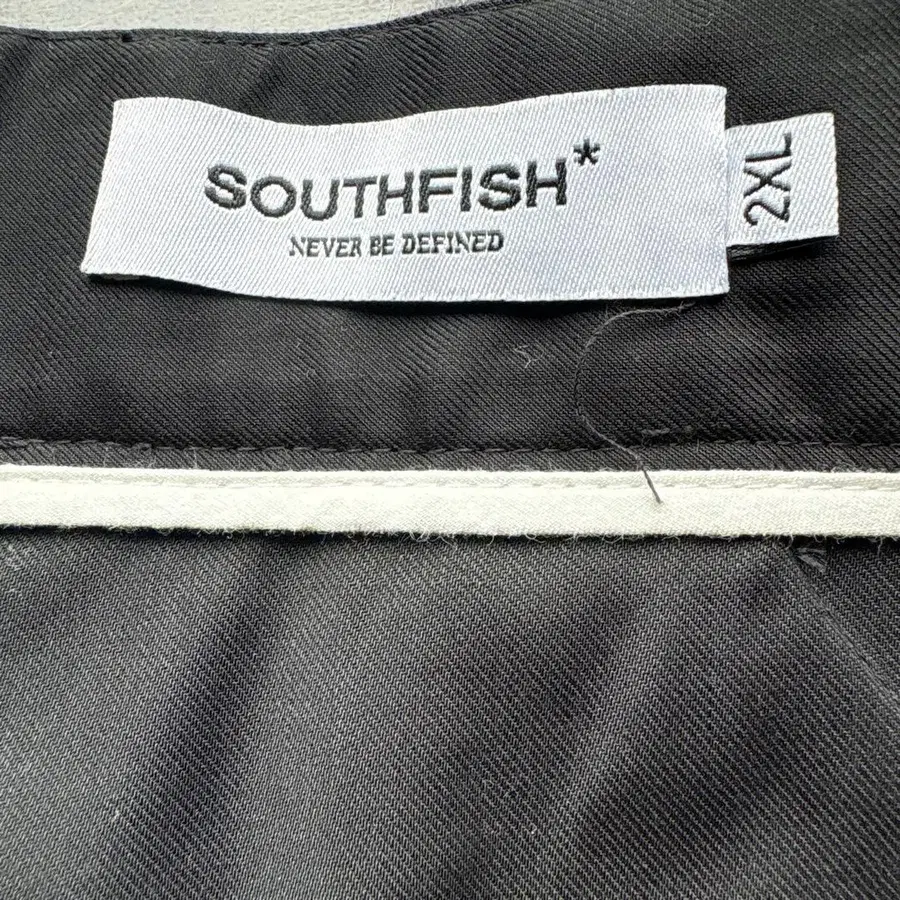 SOUTHFISH*
NEVER BE DEFINED
2XL